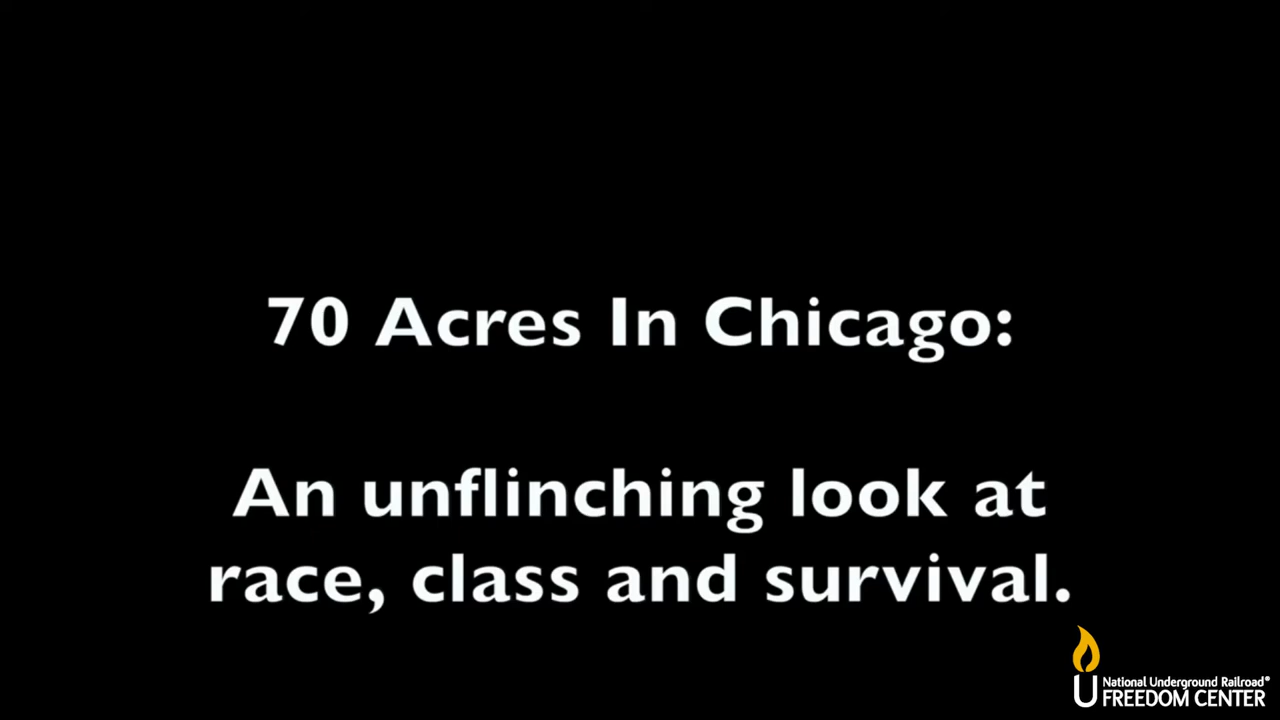 70 Acres In Chicago:
An unflinching look at
race, class and survival.
National Underground Railroad®
FREEDOM CENTER